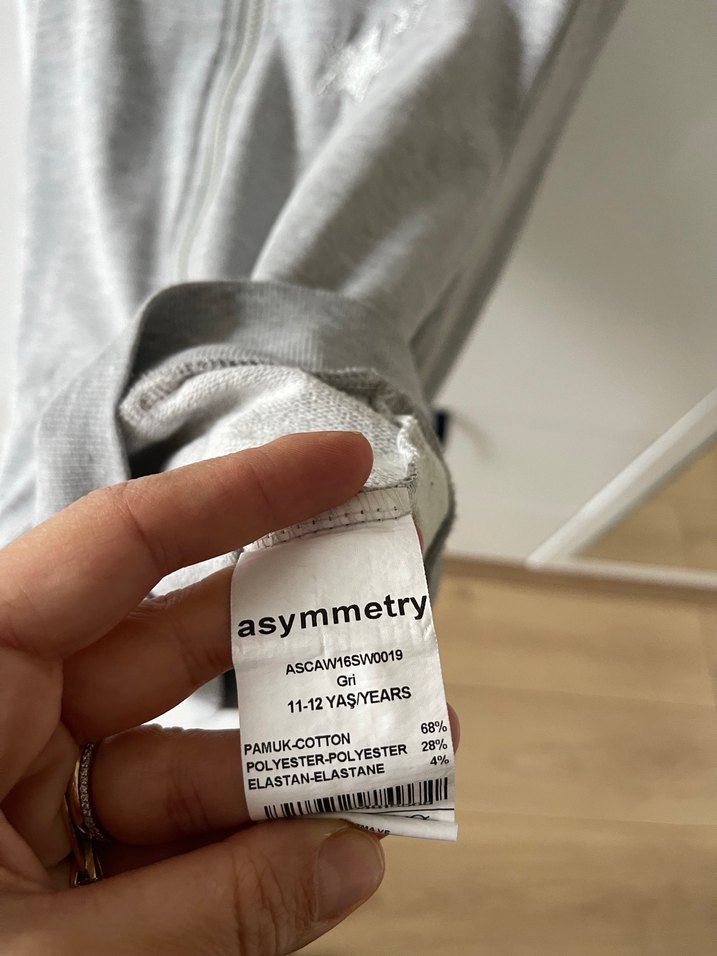 asymmetry
ASCAW16SW0019
Gri
11-12 YAŞ/YEARS
PAMUK-COTTON 68%
POLYESTER-POLYESTER 28%
ELASTAN-ELASTANE 4%